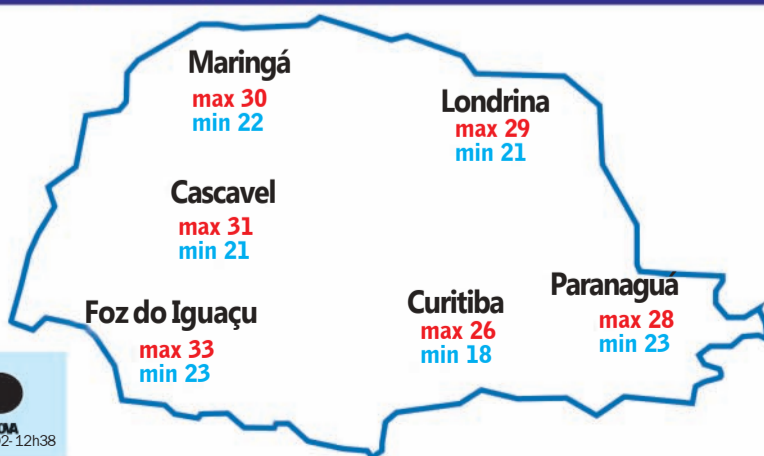 Maringá
max 30
min 22
Londrina
max 29
min 21
Cascavel
max 31
min 21
Foz do Iguaçu
max 33
min 23
Curitiba
max 26
min 18
Paranaguá
max 28
min 23
2-12h38